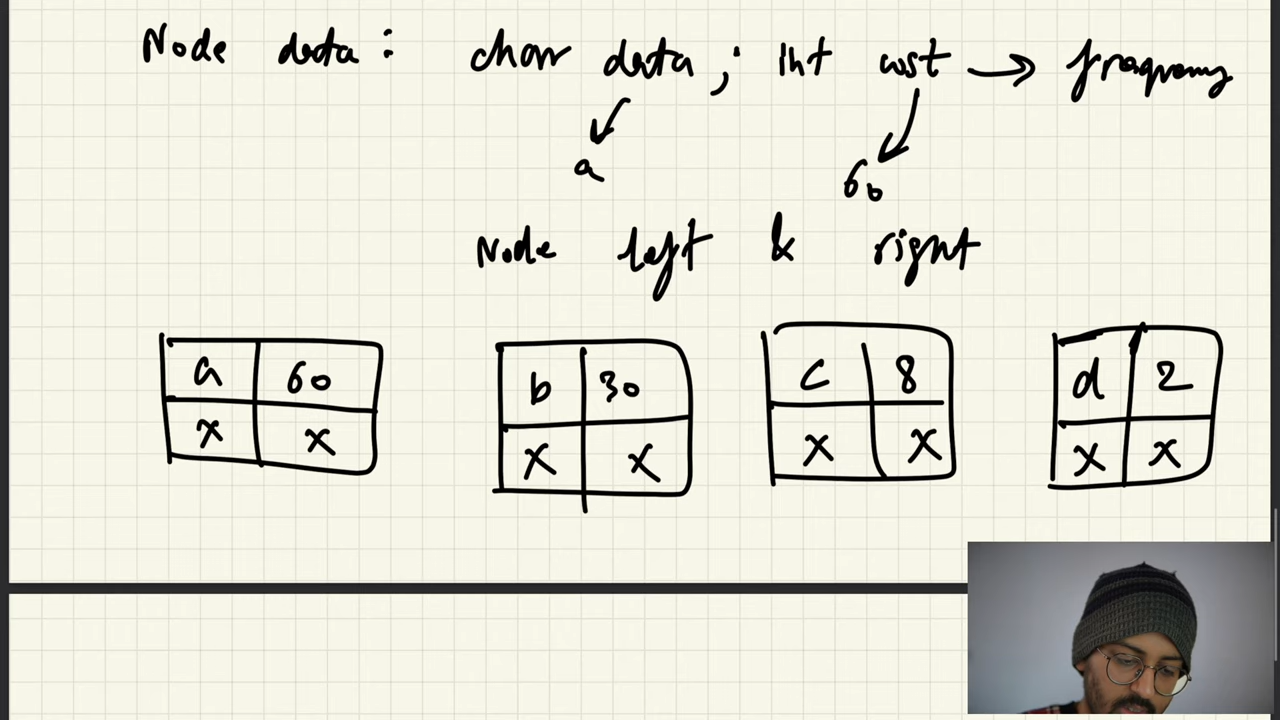 Node data: char data; int cost → frequency
a
60
Node left & right
a 60 b 30 c 8 d 2
x x x x x x x x